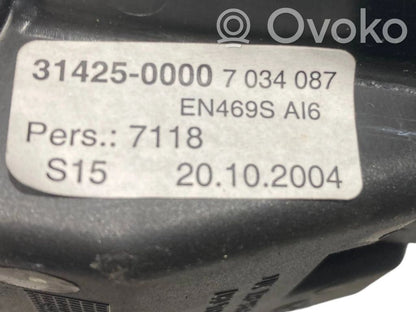 Ovoko
31425-0000 7 034 087
EN469S AI6
Pers.: 7118
S15 20.10.2004